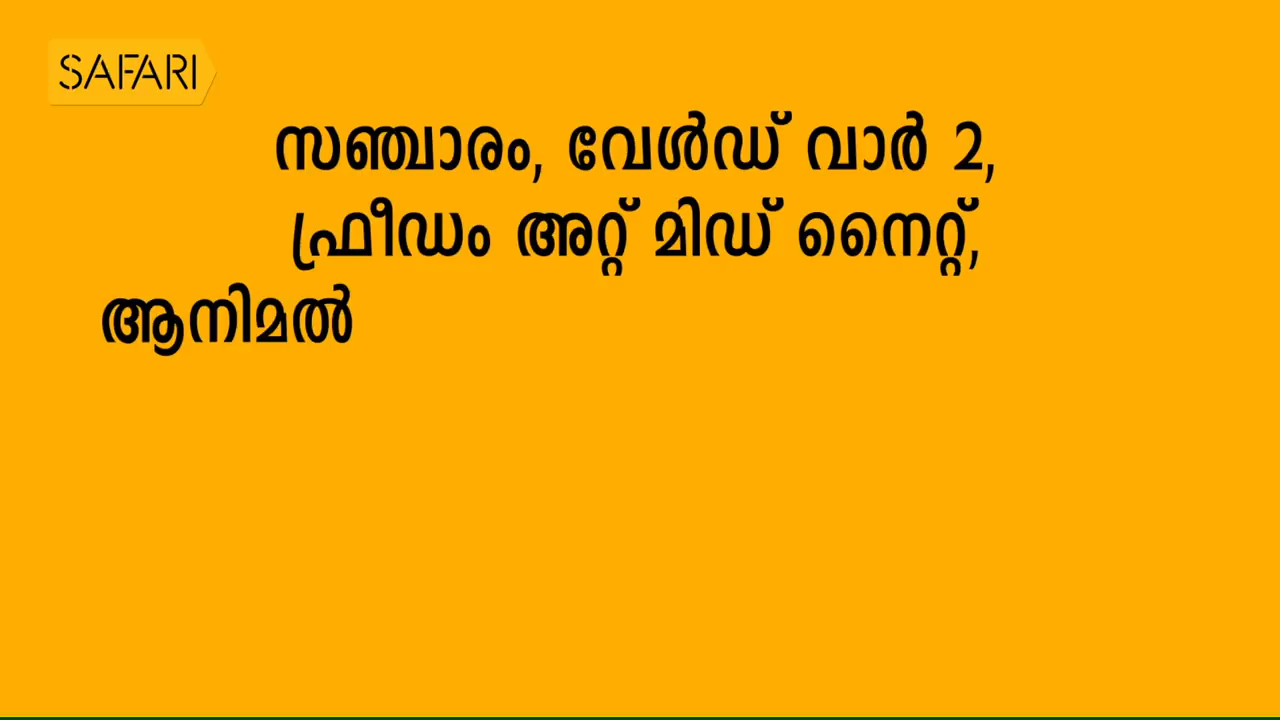 SAFARI
സഞ്ചാരം, വേൾഡ് വാർ 2,
ഫ്രീഡം അറ്റ് മിഡ് നൈറ്റ്,
ആനിമൽ